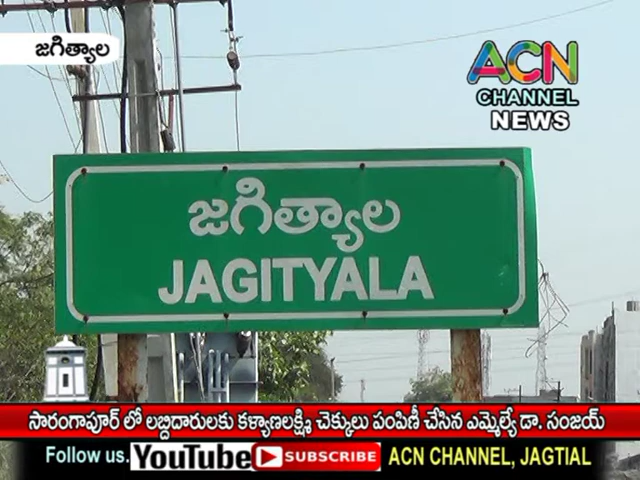 జగిత్యాల
ACN
CHANNEL
NEWS
జగిత్యాల
JAGITYALA
సారంగాపూర్ లో లబ్దిదారులకు కళ్యాణలక్ష్మి చెక్కులు పంపిణీ చేసిన ఎమ్మెల్యే డా. సంజయ్
Follow us. YouTube SUBSCRIBE ACN CHANNEL, JAGTIAL